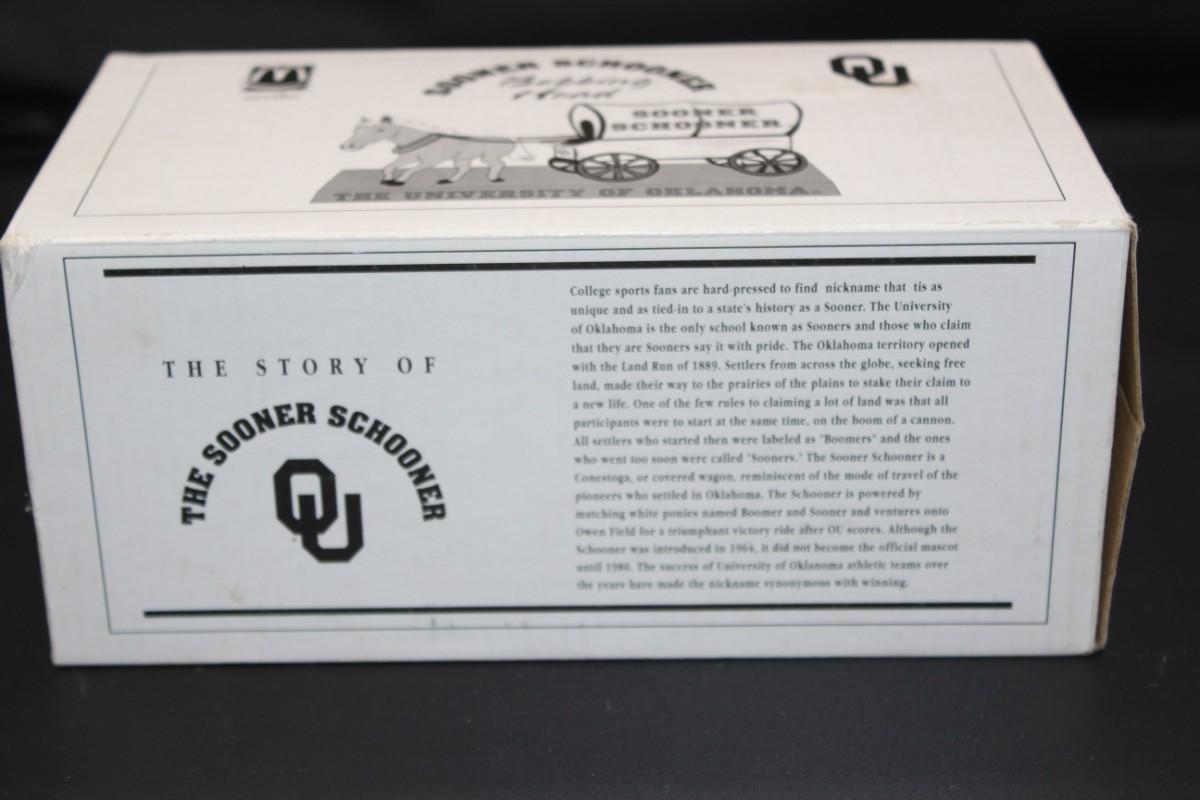 SOONER SCHOONER
Bobbing
Head
OU
SOONER
SCHOONER
THE UNIVERSITY OF OKLAHOMA
THE STORY OF
THE SOONER SCHOONER
OU
College sports fans are hard-pressed to find nickname that tis as
unique and as tied-in to a state's history as a Sooner. The University
of Oklahoma is the only school known as Sooners and those who claim
that they are Sooners say it with pride. The Oklahoma territory opened
with the Land Run of 1889. Settlers from across the globe, seeking free
land, made their way to the prairies of the plains to stake their claim to
a new life. One of the few rules to claiming a lot of land was that all
participants were to start at the same time, on the boom of a cannon.
All settlers who started then were labeled as "Boomers" and the ones
who went too soon were called "Sooners." The Sooner Schooner is a
Conestoga, or covered wagon, reminiscent of the mode of travel of the
pioneers who settled in Oklahoma. The Schooner is powered by
matching white ponies named Boomer and Sooner and ventures onto
Owen Field for a triumphant victory ride after OU scores. Although the
Schooner was introduced in 1964, it did not become the official mascot
until 1980. The success of University of Oklahoma athletic teams over
the years have made the nickname synonymous with winning.